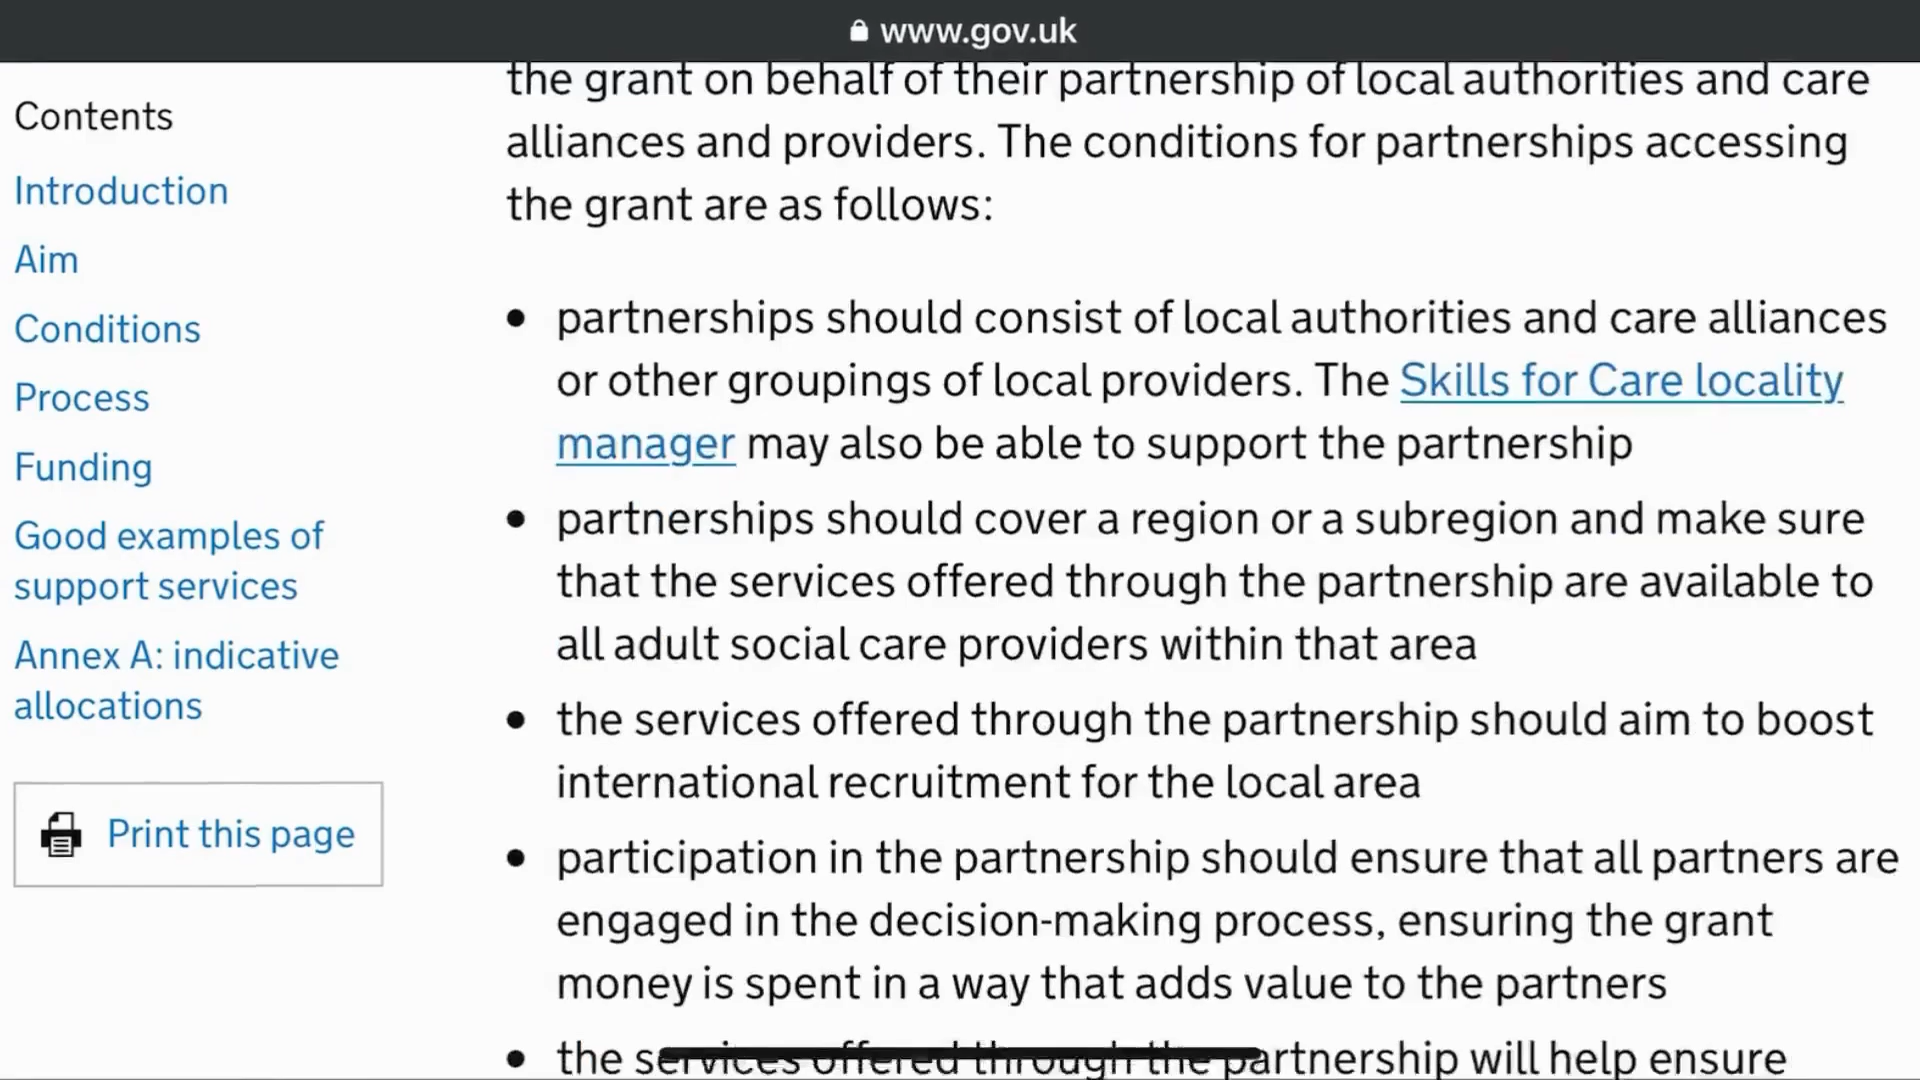 www.gov.uk
Contents
Introduction
Aim
Conditions
Process
Funding
Good examples of
support services
Annex A: indicative
allocations
Print this page
the grant on behalf of their partnership of local authorities and care
alliances and providers. The conditions for partnerships accessing
the grant are as follows:
• partnerships should consist of local authorities and care alliances
or other groupings of local providers. The Skills for Care locality
manager may also be able to support the partnership
• partnerships should cover a region or a subregion and make sure
that the services offered through the partnership are available to
all adult social care providers within that area
• the services offered through the partnership should aim to boost
international recruitment for the local area
• participation in the partnership should ensure that all partners are
engaged in the decision-making process, ensuring the grant
money is spent in a way that adds value to the partners
• the services offered through the partnership will help ensure